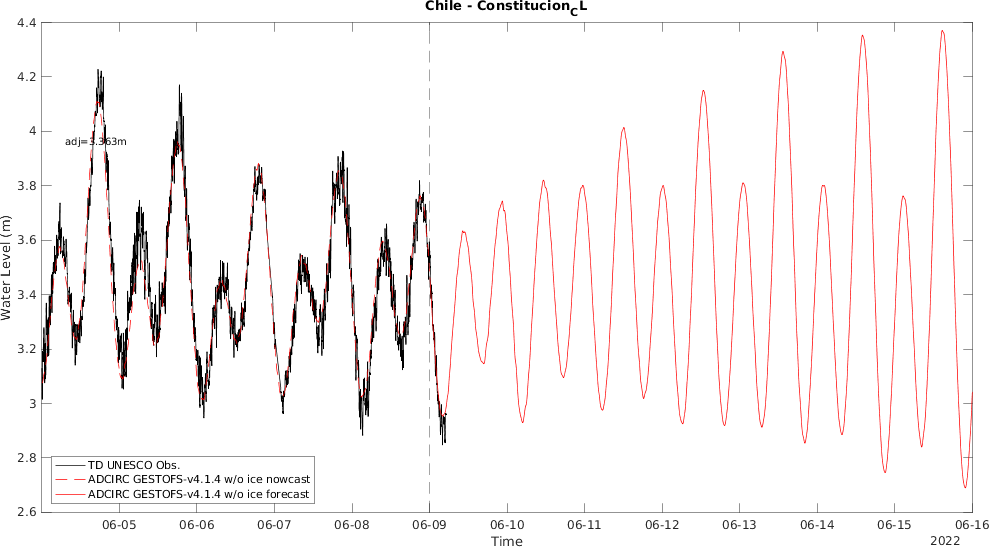 Chile - Constitucion_CL
4.4
4.2
4
3.8
3.6
3.4
3.2
3
2.8
2.6
Water Level (m)
adj=3.363m
TD UNESCO Obs.
ADCIRC GESTOFS-v4.1.4 w/o ice nowcast
ADCIRC GESTOFS-v4.1.4 w/o ice forecast
06-05 06-06 06-07 06-08 06-09 06-10 06-11 06-12 06-13 06-14 06-15 06-16
Time
2022